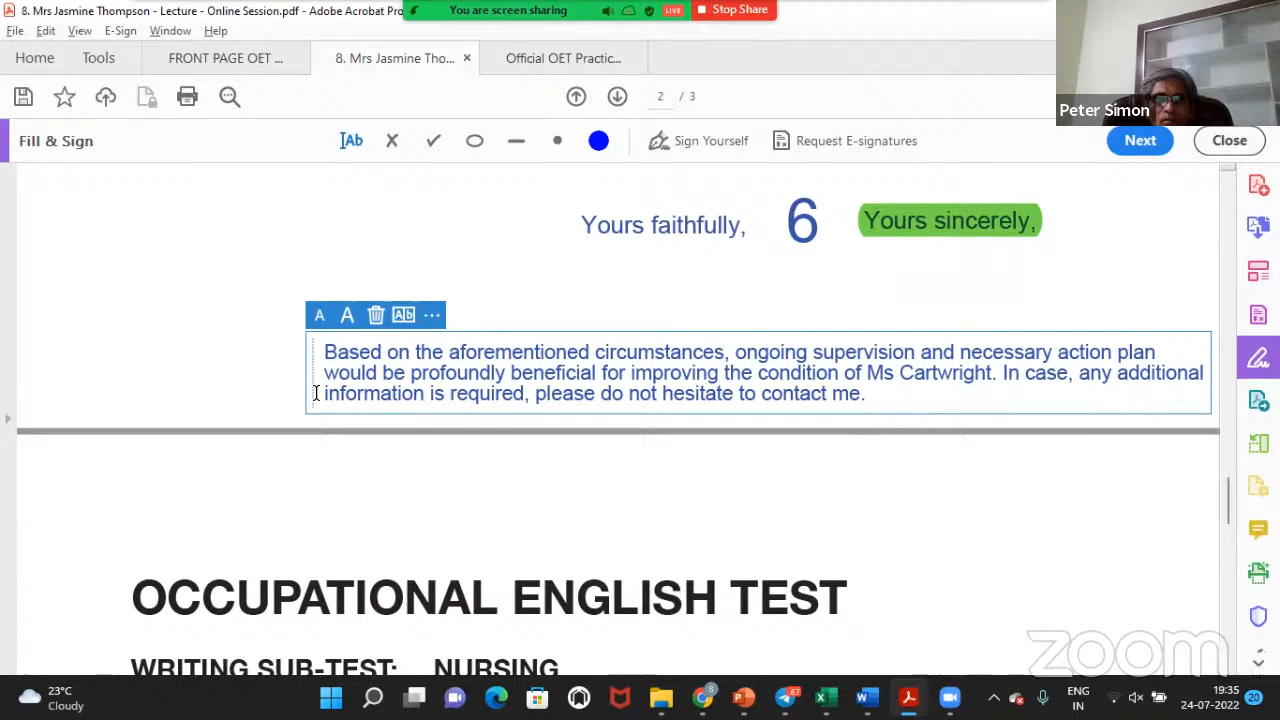 8. Mrs Jasmine Thompson - Lecture - Online Session.pdf - Adobe Acrobat Pro
You are screen sharing
LIVE
Stop Share
File Edit View E-Sign Window Help
Home Tools FRONT PAGE OET ... 8. Mrs Jasmine Tho... × Official OET Practic...
2 / 3
Peter Simon
Fill & Sign
Ab
Sign Yourself
Request E-signatures
Next
Close
Yours faithfully, 6 Yours sincerely,
A A Ab ...
Based on the aforementioned circumstances, ongoing supervision and necessary action plan
would be profoundly beneficial for improving the condition of Ms Cartwright. In case, any additional
information is required, please do not hesitate to contact me.
OCCUPATIONAL ENGLISH TEST
WRITING SUB-TEST: NURSING
zoom
23°C
Cloudy
ENG
IN
19:35
24-07-2022
20